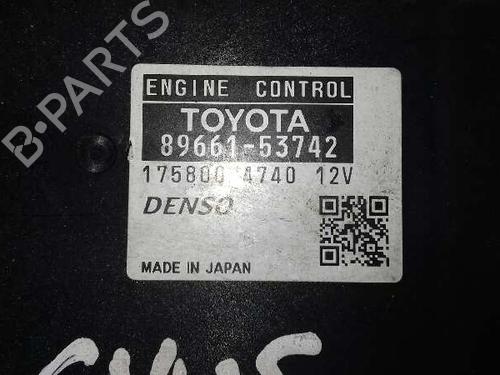 B-PARTS
ENGINE CONTROL
TOYOTA
89661-53742
175800 4740 12V
DENSO
MADE IN JAPAN